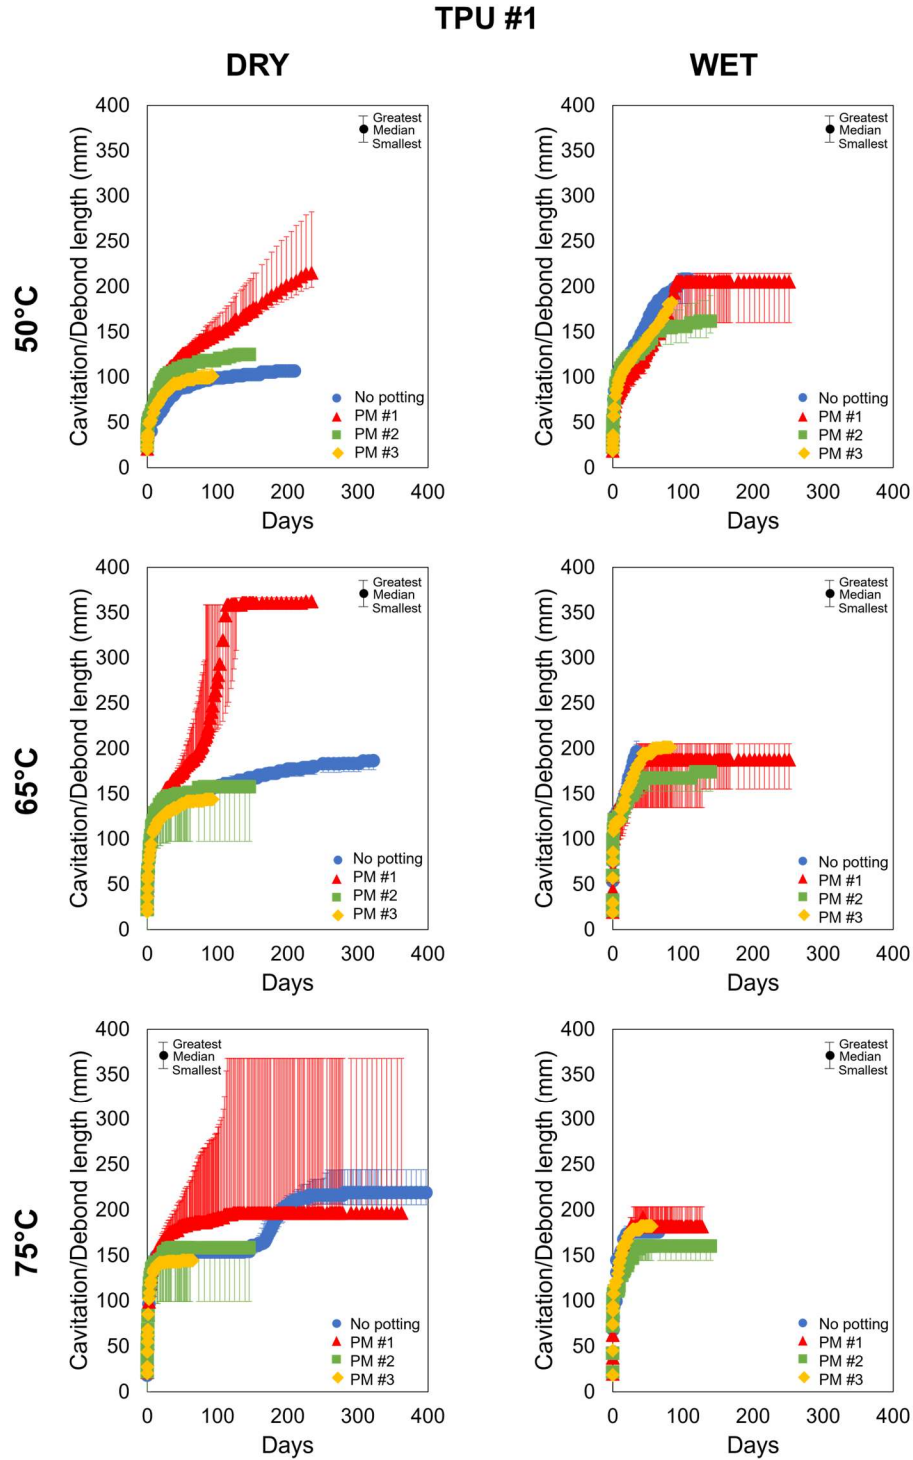 TPU #1
DRY
WET
50°C
Cavitation/Debond length (mm)
400
350
300
250
200
150
100
50
0
Greatest
Median
Smallest
No potting
PM #1
PM #2
PM #3
0 100 200 300 400
Days
Cavitation/Debond length (mm)
400
350
300
250
200
150
100
50
0
Greatest
Median
Smallest
No potting
PM #1
PM #2
PM #3
0 100 200 300 400
Days
65°C
Cavitation/Debond length (mm)
400
350
300
250
200
150
100
50
0
Greatest
Median
Smallest
No potting
PM #1
PM #2
PM #3
0 100 200 300 400
Days
Cavitation/Debond length (mm)
400
350
300
250
200
150
100
50
0
Greatest
Median
Smallest
No potting
PM #1
PM #2
PM #3
0 100 200 300 400
Days
75°C
Cavitation/Debond length (mm)
400
350
300
250
200
150
100
50
0
Greatest
Median
Smallest
No potting
PM #1
PM #2
PM #3
0 100 200 300 400
Days
Cavitation/Debond length (mm)
400
350
300
250
200
150
100
50
0
Greatest
Median
Smallest
No potting
PM #1
PM #2
PM #3
0 100 200 300 400
Days